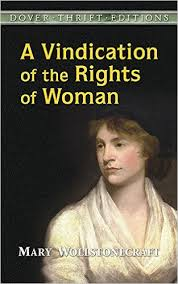 DOVER · THRIFT · EDITIONS
A Vindication
of the Rights
of Woman
MARY WOLLSTONECRAFT